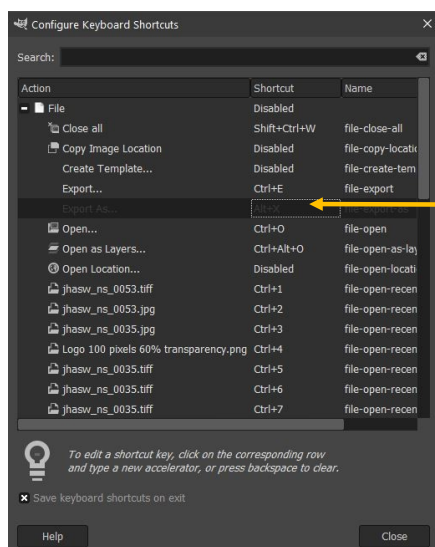 Configure Keyboard Shortcuts
Search:
Action Shortcut Name
File Disabled
Close all Shift+Ctrl+W file-close-all
Copy Image Location Disabled file-copy-locatio
Create Template... Disabled file-create-tem
Export... Ctrl+E file-export
Export As... Alt+X file-export-as
Open... Ctrl+O file-open
Open as Layers... Ctrl+Alt+O file-open-as-lay
Open Location... Disabled file-open-locati
jhasw_ns_0053.tiff Ctrl+1 file-open-recen
jhasw_ns_0053.jpg Ctrl+2 file-open-recen
jhasw_ns_0035.jpg Ctrl+3 file-open-recen
Logo 100 pixels 60% transparency.png Ctrl+4 file-open-recen
jhasw_ns_0035.tiff Ctrl+5 file-open-recen
jhasw_ns_0035.tiff Ctrl+6 file-open-recen
jhasw_ns_0035.tiff Ctrl+7 file-open-recen
To edit a shortcut key, click on the corresponding row
and type a new accelerator, or press backspace to clear.
Save keyboard shortcuts on exit
Help Close